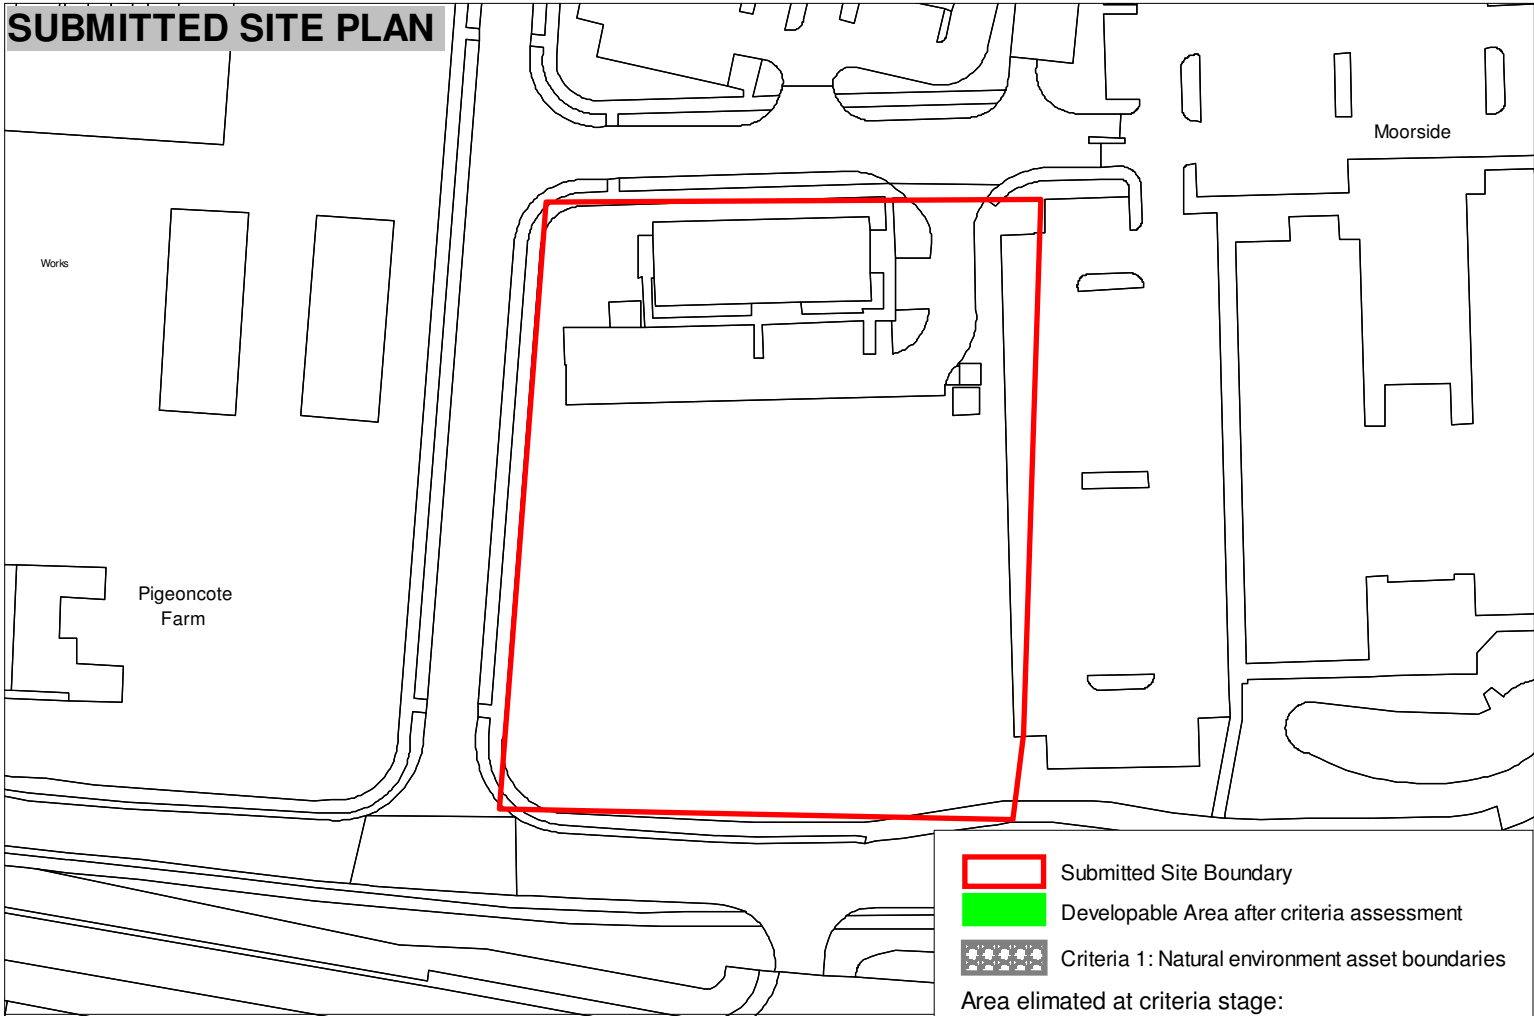 SUBMITTED SITE PLAN
Moorside
Works
Pigeoncote
Farm
Submitted Site Boundary
Developable Area after criteria assessment
Criteria 1: Natural environment asset boundaries
Area elimated at criteria stage: